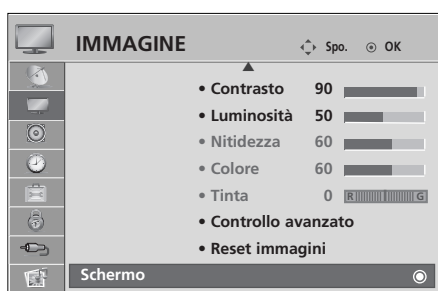 IMMAGINE Spo. OK
• Contrasto 90
• Luminosità 50
• Nitidezza 60
• Colore 60
• Tinta 0 R G
• Controllo avanzato
• Reset immagini
Schermo